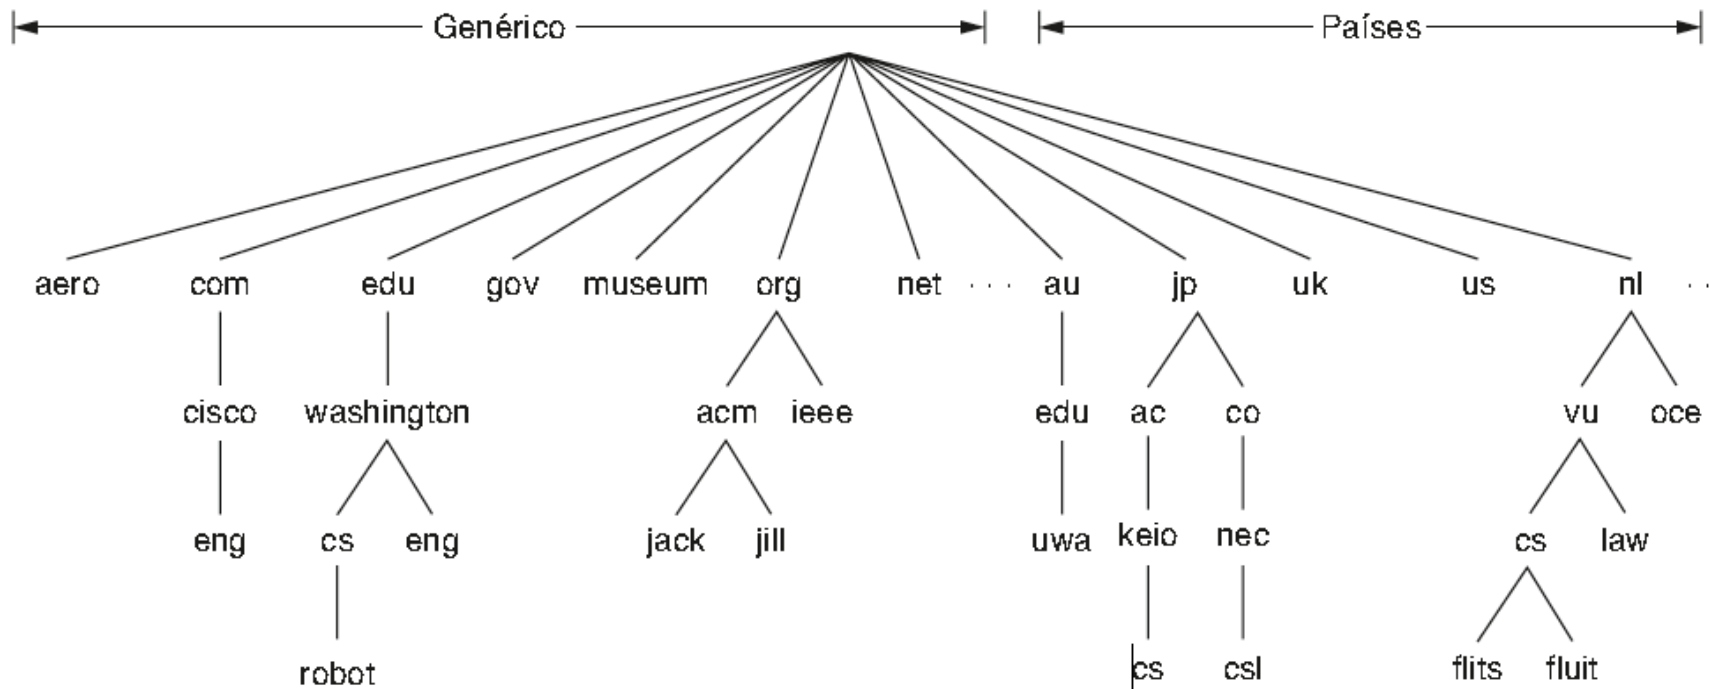 Genérico Países
aero com edu gov museum org net · · · au jp uk us nl · ·
cisco washington acm ieee edu ac co vu oce
eng cs eng jack jill uwa keio nec cs law
robot cs csl flits fluit